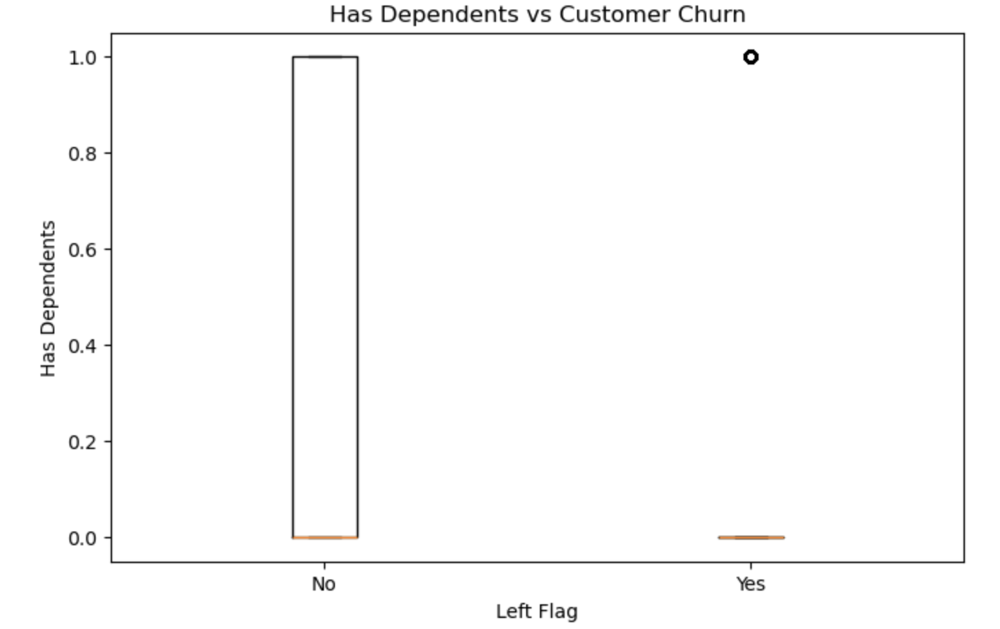 Has Dependents vs Customer Churn
1.0
0.8
0.6
0.4
0.2
0.0
Has Dependents
No Yes
Left Flag